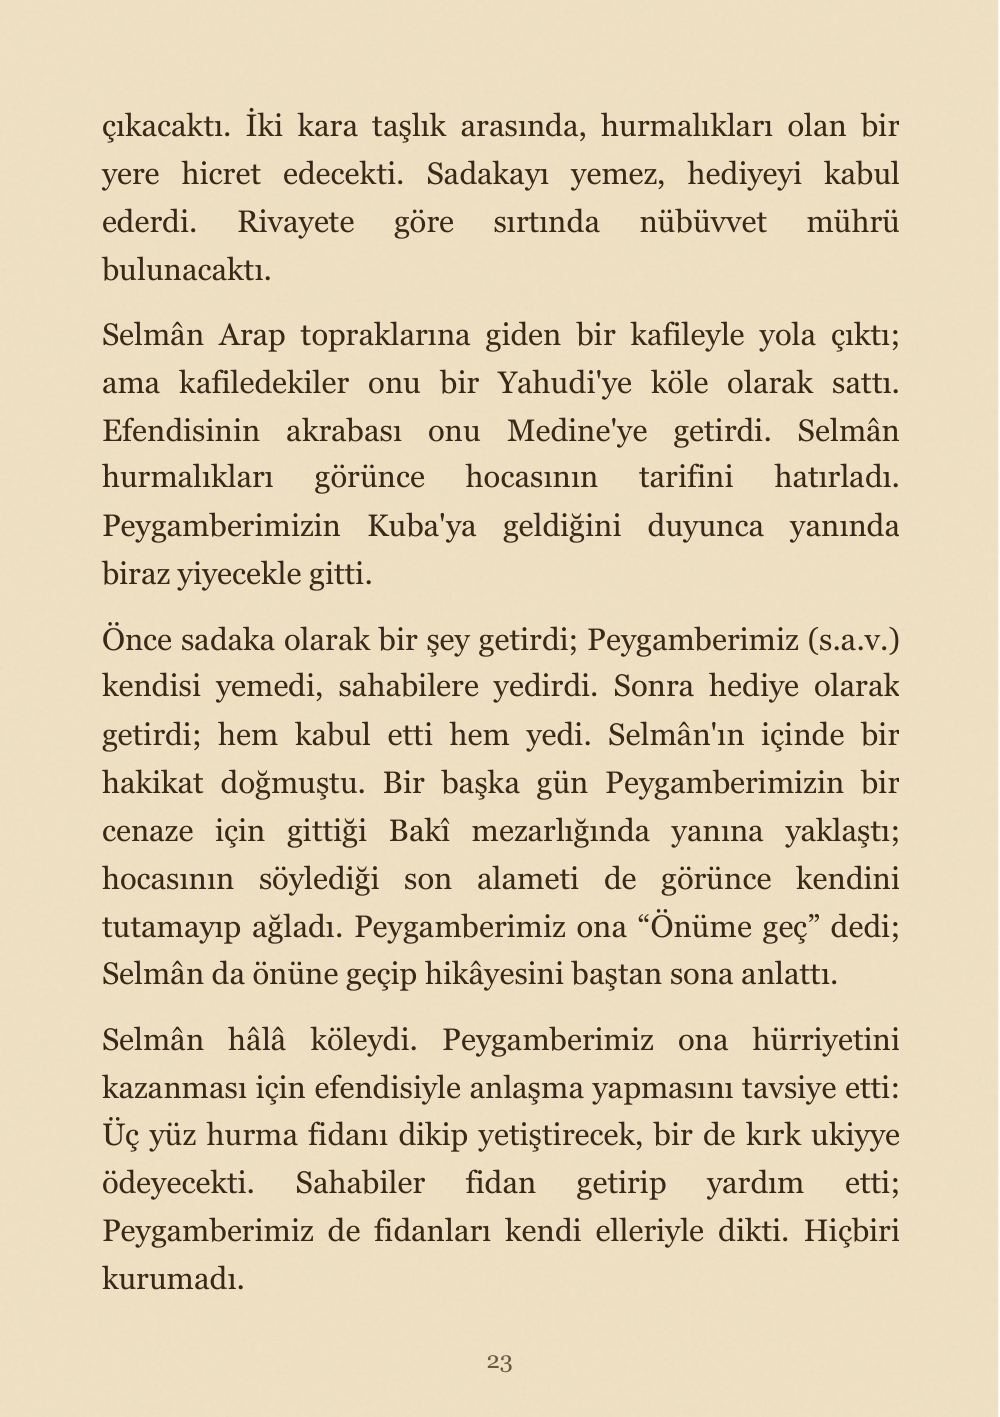 çıkacaktı. İki kara taşlık arasında, hurmalıkları olan bir
yere hicret edecekti. Sadakayı yemez, hediyeyi kabul
ederdi. Rivayete göre sırtında nübüvvet mührü
bulunacaktı.
Selmân Arap topraklarına giden bir kafileyle yola çıktı;
ama kafiledekiler onu bir Yahudi'ye köle olarak sattı.
Efendisinin akrabası onu Medine'ye getirdi. Selmân
hurmalıkları görünce hocasının tarifini hatırladı.
Peygamberimizin Kuba'ya geldiğini duyunca yanında
biraz yiyecekle gitti.
Önce sadaka olarak bir şey getirdi; Peygamberimiz (s.a.v.)
kendisi yemedi, sahabilere yedirdi. Sonra hediye olarak
getirdi; hem kabul etti hem yedi. Selmân'ın içinde bir
hakikat doğmuştu. Bir başka gün Peygamberimizin bir
cenaze için gittiği Bakî mezarlığında yanına yaklaştı;
hocasının söylediği son alameti de görünce kendini
tutamayıp ağladı. Peygamberimiz ona “Önüme geç” dedi;
Selmân da önüne geçip hikâyesini baştan sona anlattı.
Selmân hâlâ köleydi. Peygamberimiz ona hürriyetini
kazanması için efendisiyle anlaşma yapmasını tavsiye etti:
Üç yüz hurma fidanı dikip yetiştirecek, bir de kırk ukiyye
ödeyecekti. Sahabiler fidan getirip yardım etti;
Peygamberimiz de fidanları kendi elleriyle dikti. Hiçbiri
kurumadı.
23